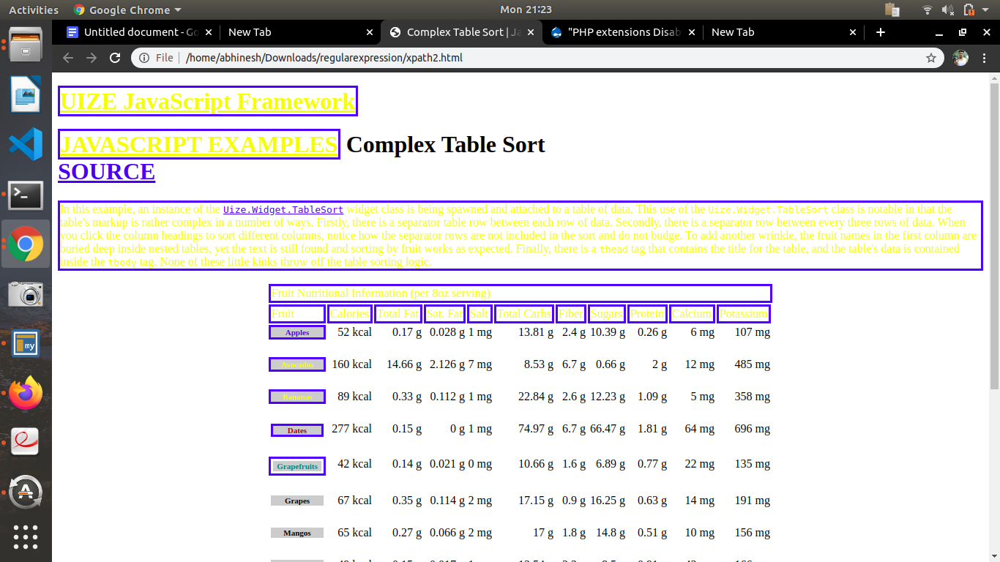 Activities Google Chrome Mon 21:23
Untitled document - Go New Tab Complex Table Sort | Ja "PHP extensions Disab New Tab
File /home/abhinesh/Downloads/regularexpression/xpath2.html
UIZE JavaScript Framework
JAVASCRIPT EXAMPLES Complex Table Sort
SOURCE
In this example, an instance of the Uize.Widget.TableSort widget class is being spawned and attached to a table of data. This use of the Uize.Widget.TableSort class is notable in that the
table's markup is rather complex in a number of ways. Firstly, there is a separator table row between each row of data. Secondly, there is a separator row between every three rows of data. When
you click the column headings to sort different columns, notice how the separator rows are not included in the sort and do not budge. To add another wrinkle, the fruit names in the first column are
buried deep inside nested tables, yet the text is still found and sorting by fruit works as expected. Finally, there is a thead tag that contains the title for the table, and the table's data is contained
inside the tbody tag. None of these little kinks throw off the table sorting logic.
Fruit Nutritional Information (per 8oz serving)
Fruit Calories Total Fat Sat. Fat Salt Total Carbs Fiber Sugars Protein Calcium Potassium
Apples 52 kcal 0.17 g 0.028 g 1 mg 13.81 g 2.4 g 10.39 g 0.26 g 6 mg 107 mg
Avocados 160 kcal 14.66 g 2.126 g 7 mg 8.53 g 6.7 g 0.66 g 2 g 12 mg 485 mg
Bananas 89 kcal 0.33 g 0.112 g 1 mg 22.84 g 2.6 g 12.23 g 1.09 g 5 mg 358 mg
Dates 277 kcal 0.15 g 0 g 1 mg 74.97 g 6.7 g 66.47 g 1.81 g 64 mg 696 mg
Grapefruits 42 kcal 0.14 g 0.021 g 0 mg 10.66 g 1.6 g 6.89 g 0.77 g 22 mg 135 mg
Grapes 67 kcal 0.35 g 0.114 g 2 mg 17.15 g 0.9 g 16.25 g 0.63 g 14 mg 191 mg
Mangos 65 kcal 0.27 g 0.066 g 2 mg 17 g 1.8 g 14.8 g 0.51 g 10 mg 156 mg